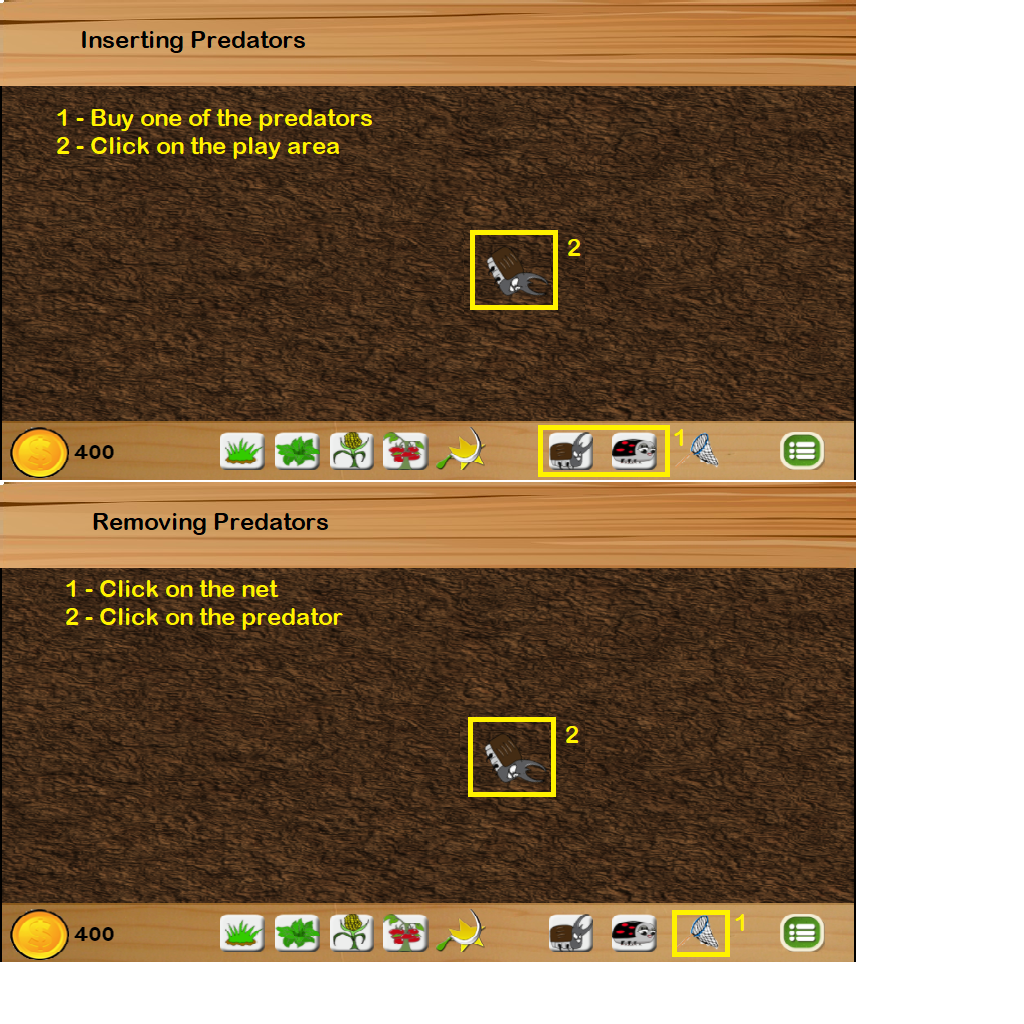 Inserting Predators
1 - Buy one of the predators
2 - Click on the play area
2
400
1
Removing Predators
1 - Click on the net
2 - Click on the predator
2
400
1